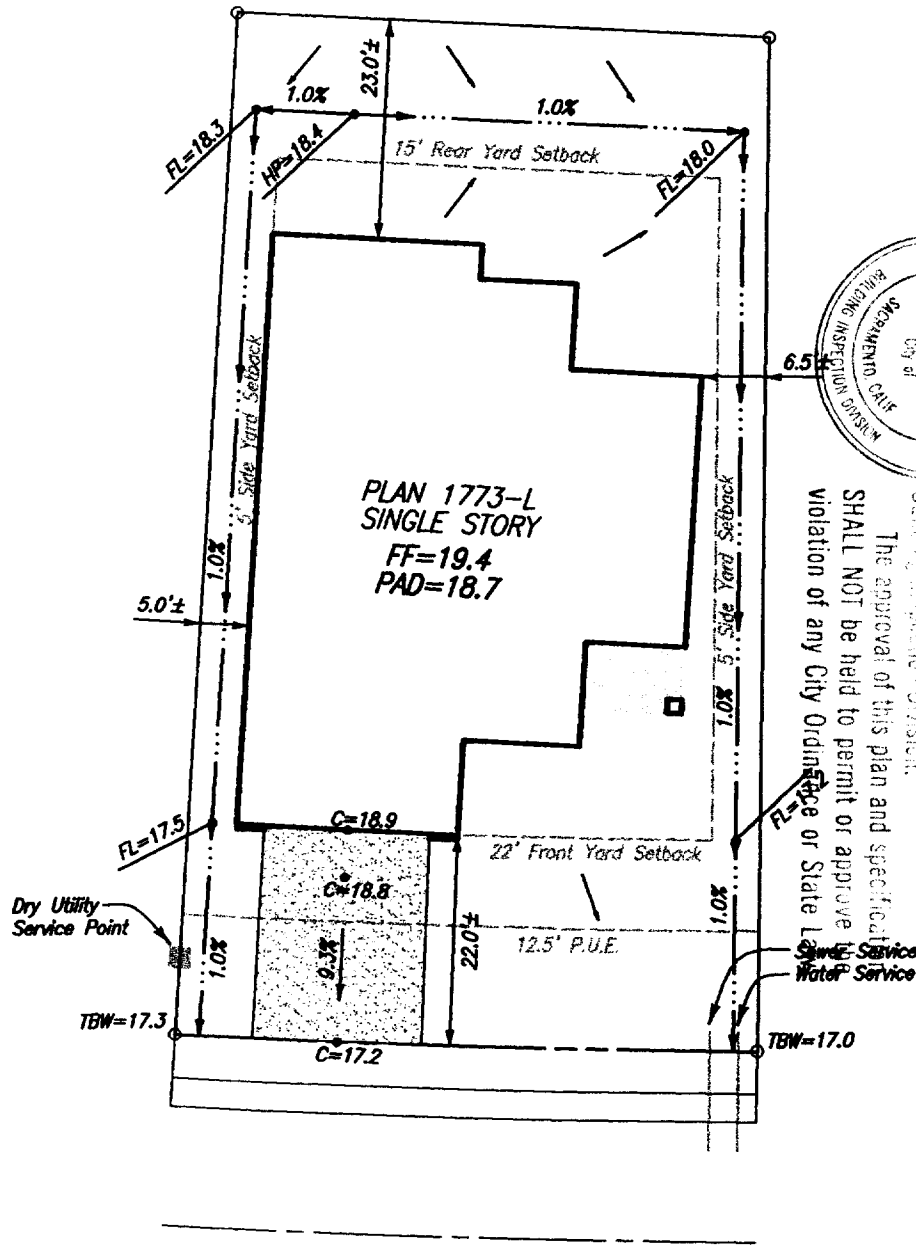 23.0'±
1.0%
1.0%
FL=18.3
HP=18.4
15' Rear Yard Setback
FL=18.0
5' Side Yard Setback
6.5'±
BUILDING INSPECTION DIVISION
SACRAMENTO, CALIF
City of
PLAN 1773-L
SINGLE STORY
FF=19.4
PAD=18.7
1.0%
5.0'±
5' Side Yard Setback
1.0%
The approval of this plan and specification
SHALL NOT be held to permit or approve the
violation of any City Ordinance or State Law
FL=17.5
C=18.9
C=18.8
22' Front Yard Setback
Dry Utility
Service Point
1.0%
9.3%
22.0'±
12.5' P.U.E.
1.0%
Sewer Service
Water Service
TBW=17.3
C=17.2
TBW=17.0